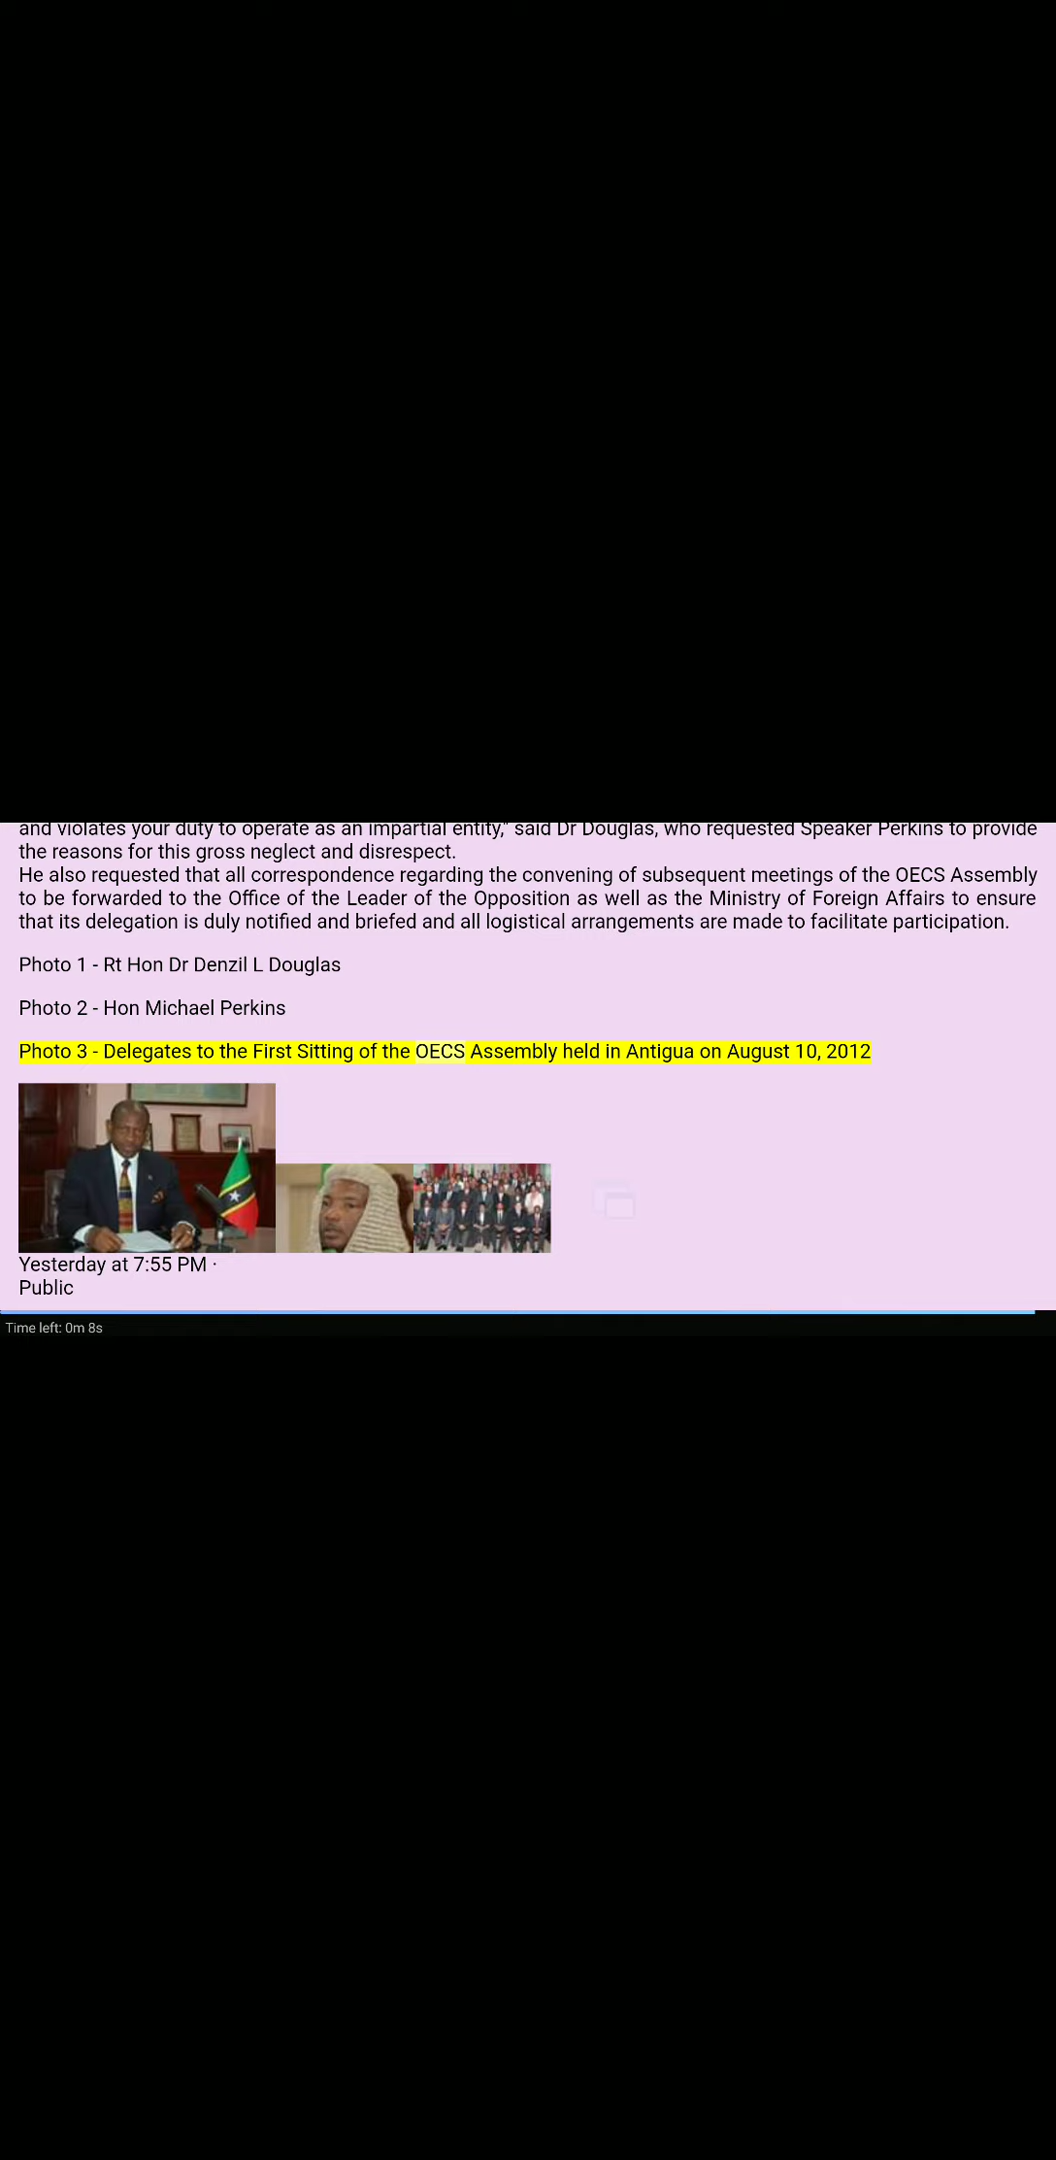 and violates your duty to operate as an impartial entity," said Dr Douglas, who requested Speaker Perkins to provide
the reasons for this gross neglect and disrespect.
He also requested that all correspondence regarding the convening of subsequent meetings of the OECS Assembly
to be forwarded to the Office of the Leader of the Opposition as well as the Ministry of Foreign Affairs to ensure
that its delegation is duly notified and briefed and all logistical arrangements are made to facilitate participation.
Photo 1 - Rt Hon Dr Denzil L Douglas
Photo 2 - Hon Michael Perkins
Photo 3 - Delegates to the First Sitting of the OECS Assembly held in Antigua on August 10, 2012
Yesterday at 7:55 PM ·
Public
Time left: 0m 8s